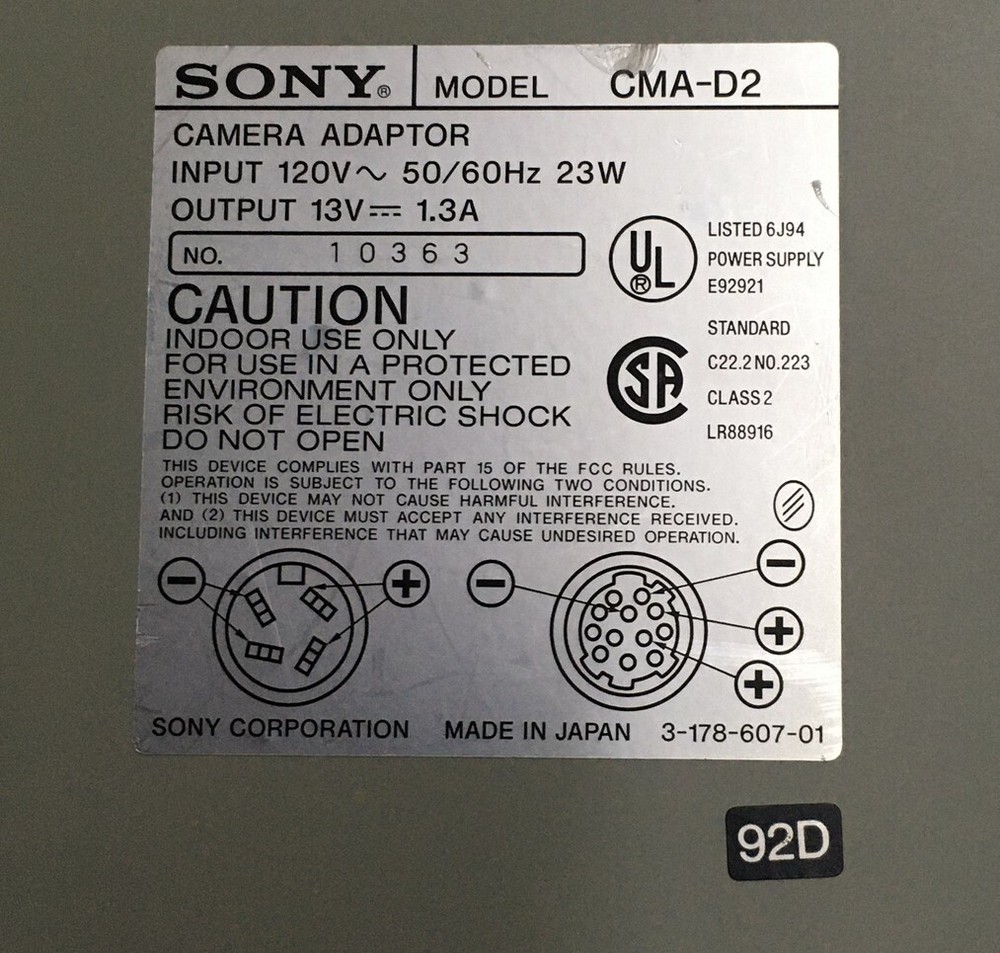 SONY® MODEL CMA-D2
CAMERA ADAPTOR
INPUT 120V～ 50/60Hz 23W
OUTPUT 13V⎓ 1.3A
NO. 10363
UL®
LISTED 6J94
POWER SUPPLY
E92921
CAUTION
INDOOR USE ONLY
FOR USE IN A PROTECTED
ENVIRONMENT ONLY
RISK OF ELECTRIC SHOCK
DO NOT OPEN
SA
STANDARD
C22.2 NO.223
CLASS 2
LR88916
THIS DEVICE COMPLIES WITH PART 15 OF THE FCC RULES.
OPERATION IS SUBJECT TO THE FOLLOWING TWO CONDITIONS.
(1) THIS DEVICE MAY NOT CAUSE HARMFUL INTERFERENCE.
AND (2) THIS DEVICE MUST ACCEPT ANY INTERFERENCE RECEIVED.
INCLUDING INTERFERENCE THAT MAY CAUSE UNDESIRED OPERATION.
− + − −
+
+
SONY CORPORATION MADE IN JAPAN 3-178-607-01
92D